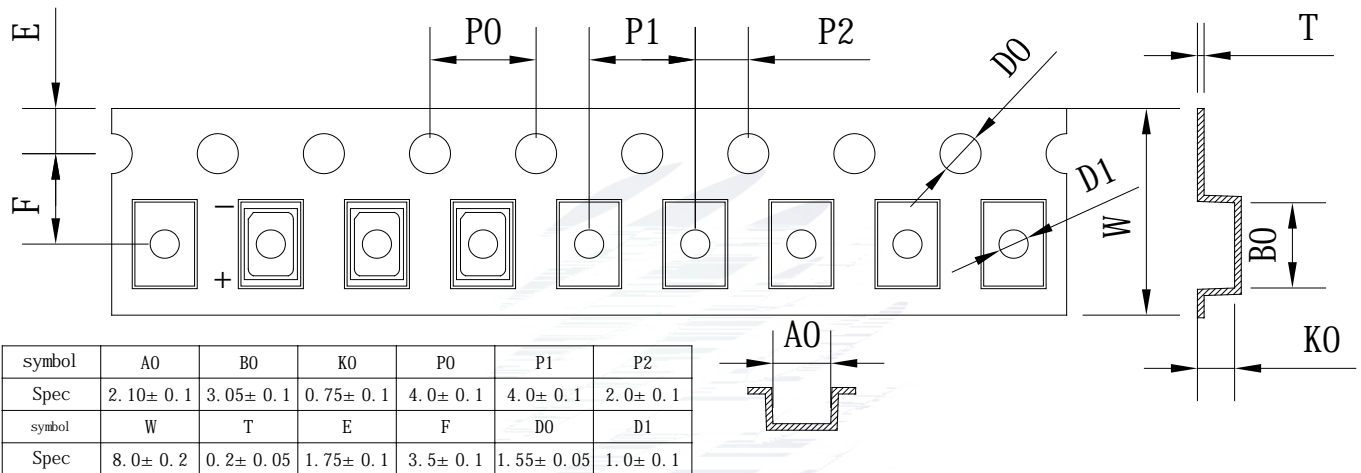 E
P0
P1
P2
D0
T
F
−
+
D1
W
B0
A0
K0
symbol A0 B0 K0 P0 P1 P2
Spec 2.10± 0.1 3.05± 0.1 0.75± 0.1 4.0± 0.1 4.0± 0.1 2.0± 0.1
symbol W T E F D0 D1
Spec 8.0± 0.2 0.2± 0.05 1.75± 0.1 3.5± 0.1 1.55± 0.05 1.0± 0.1